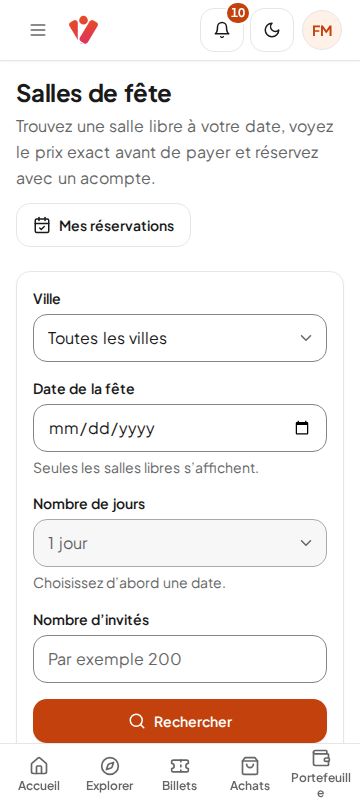 10
FM
Salles de fête
Trouvez une salle libre à votre date, voyez
le prix exact avant de payer et réservez
avec un acompte.
Mes réservations
Ville
Toutes les villes
Date de la fête
mm/dd/yyyy
Seules les salles libres s’affichent.
Nombre de jours
1 jour
Choisissez d’abord une date.
Nombre d’invités
Par exemple 200
Rechercher
Accueil
Explorer
Billets
Achats
Portefeuill
e